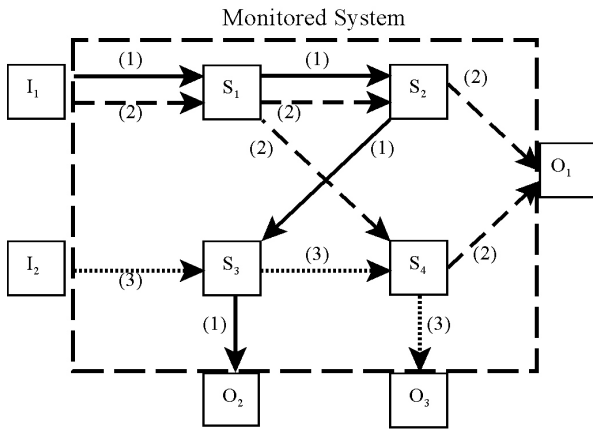 Monitored System
(1) (1)
I₁ S₁ S₂ (2)
(2) (2)
(2) (1)
O₁
I₂ S₃ (3) S₄ (2)
(3)
(1) (3)
O₂ O₃